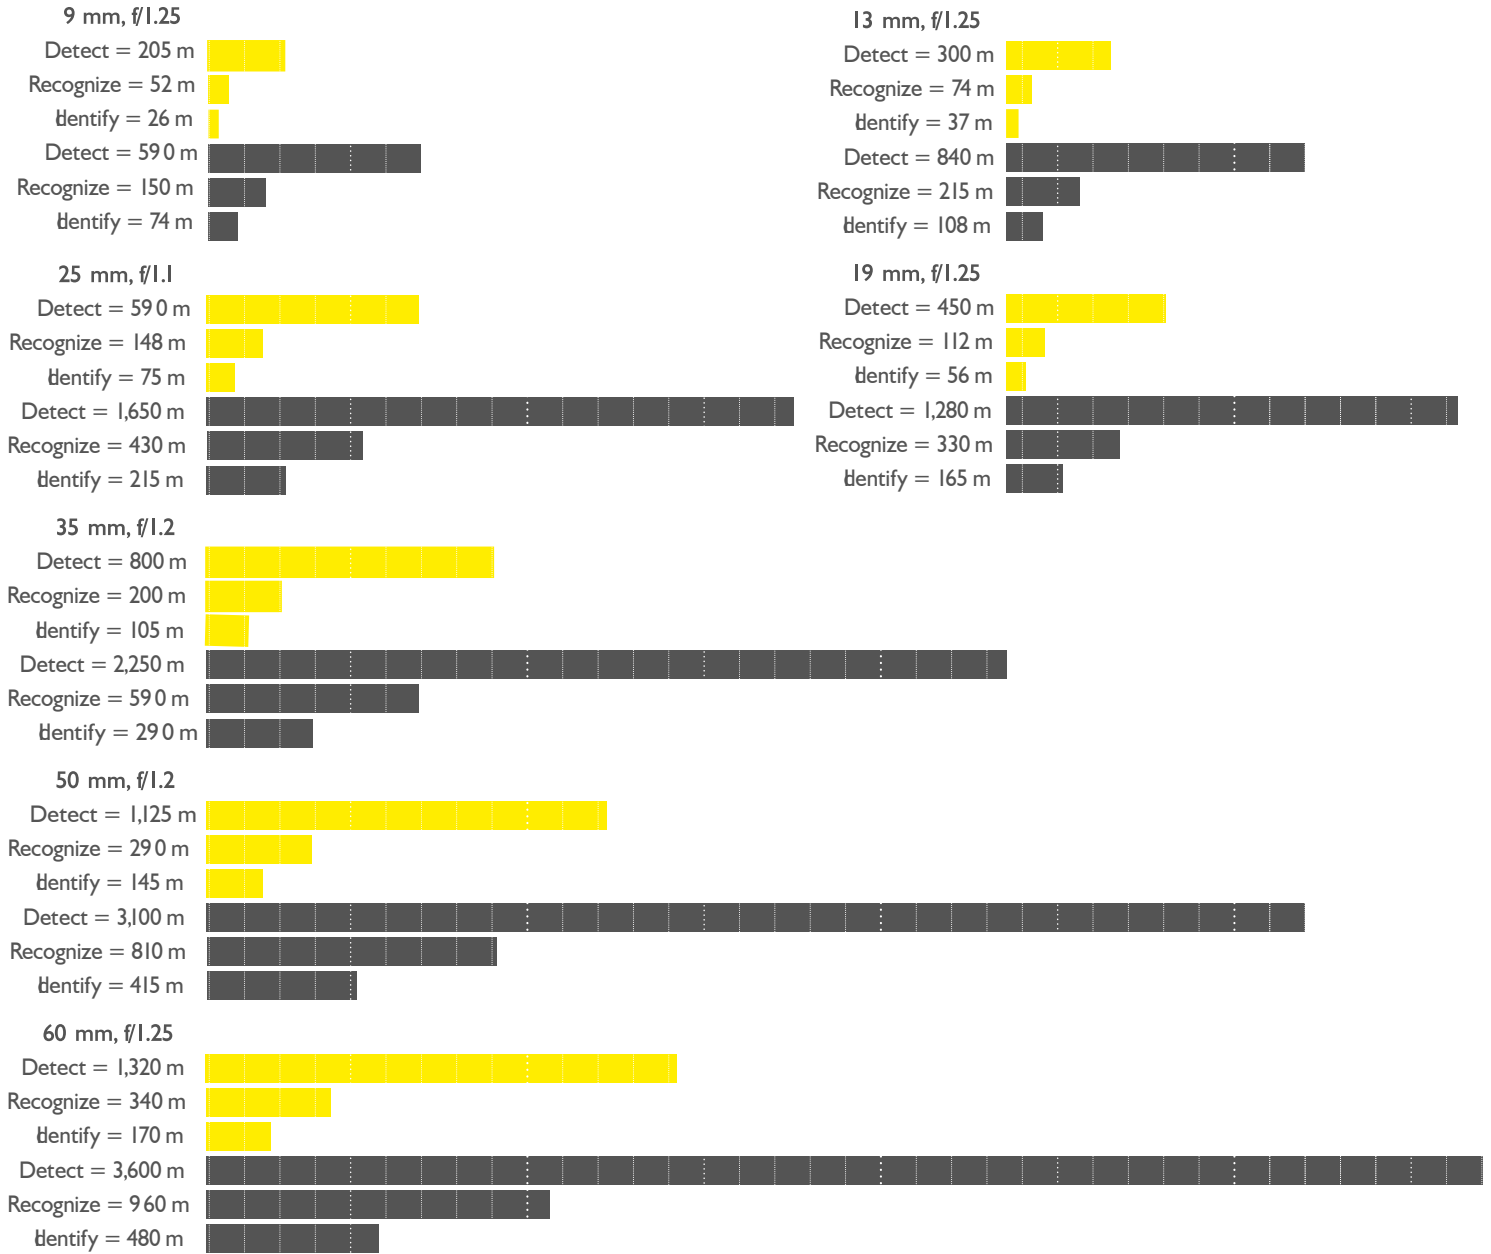 9 mm, f/1.25
Detect = 205 m
Recognize = 52 m
Identify = 26 m
Detect = 590 m
Recognize = 150 m
Identify = 74 m
13 mm, f/1.25
Detect = 300 m
Recognize = 74 m
Identify = 37 m
Detect = 840 m
Recognize = 215 m
Identify = 108 m
25 mm, f/1.1
Detect = 590 m
Recognize = 148 m
Identify = 75 m
Detect = 1,650 m
Recognize = 430 m
Identify = 215 m
19 mm, f/1.25
Detect = 450 m
Recognize = 112 m
Identify = 56 m
Detect = 1,280 m
Recognize = 330 m
Identify = 165 m
35 mm, f/1.2
Detect = 800 m
Recognize = 200 m
Identify = 105 m
Detect = 2,250 m
Recognize = 590 m
Identify = 290 m
50 mm, f/1.2
Detect = 1,125 m
Recognize = 290 m
Identify = 145 m
Detect = 3,100 m
Recognize = 810 m
Identify = 415 m
60 mm, f/1.25
Detect = 1,320 m
Recognize = 340 m
Identify = 170 m
Detect = 3,600 m
Recognize = 960 m
Identify = 480 m